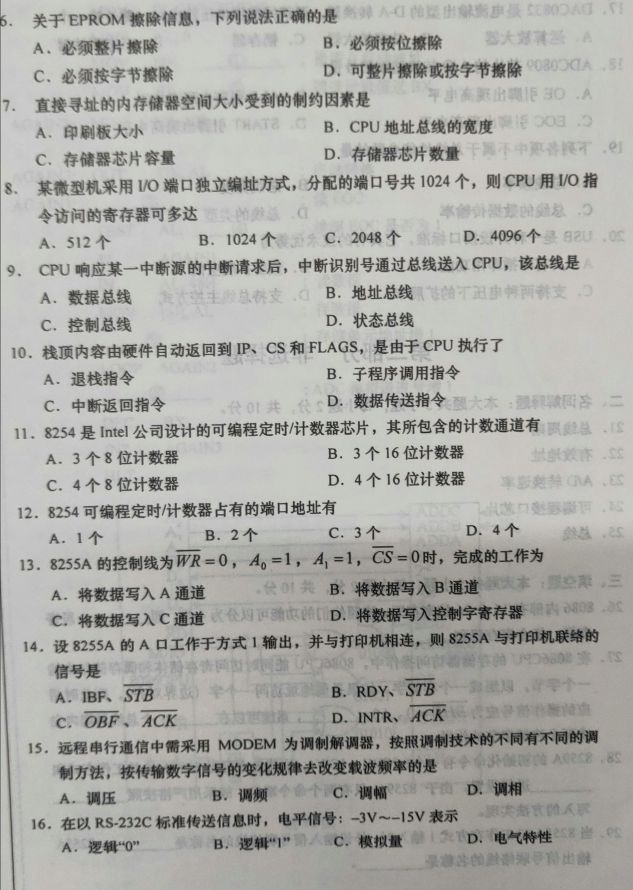 6. 关于 EPROM 擦除信息，下列说法正确的是
A．必须整片擦除 B．必须按位擦除
C．必须按字节擦除 D．可整片擦除或按字节擦除
7. 直接寻址的内存储器空间大小受到的制约因素是
A．印刷板大小 B．CPU 地址总线的宽度
C．存储器芯片容量 D．存储器芯片数量
8. 某微型机采用 I/O 端口独立编址方式，分配的端口号共 1024 个，则 CPU 用 I/O 指
令访问的寄存器可多达
A．512 个 B．1024 个 C．2048 个 D．4096 个
9. CPU 响应某一中断源的中断请求后，中断识别号通过总线送入 CPU，该总线是
A．数据总线 B．地址总线
C．控制总线 D．状态总线
10．栈顶内容由硬件自动返回到 IP、CS 和 FLAGS，是由于 CPU 执行了
A．退栈指令 B．子程序调用指令
C．中断返回指令 D．数据传送指令
11．8254 是 Intel 公司设计的可编程定时/计数器芯片，其所包含的计数通道有
A．3 个 8 位计数器 B．3 个 16 位计数器
C．4 个 8 位计数器 D．4 个 16 位计数器
12．8254 可编程定时/计数器占有的端口地址有
A．1 个 B．2 个 C．3 个 D．4 个
13．8255A 的控制线为 W̅R̅=0，A₀=1，A₁=1，C̅S̅=0 时，完成的工作为
A．将数据写入 A 通道 B．将数据写入 B 通道
C．将数据写入 C 通道 D．将数据写入控制字寄存器
14．设 8255A 的 A 口工作于方式 1 输出，并与打印机相连，则 8255A 与打印机联络的
信号是
A．IBF、S̅T̅B̅ B．RDY、S̅T̅B̅
C．O̅B̅F̅、A̅C̅K̅ D．INTR、A̅C̅K̅
15．远程串行通信中需采用 MODEM 为调制解调器，按照调制技术的不同有不同的调
制方法，按传输数字信号的变化规律去改变载波频率的是
A．调压 B．调频 C．调幅 D．调相
16．在以 RS-232C 标准传送信息时，电平信号：–3V～–15V 表示
A．逻辑“0” B．逻辑“1” C．模拟量 D．电气特性